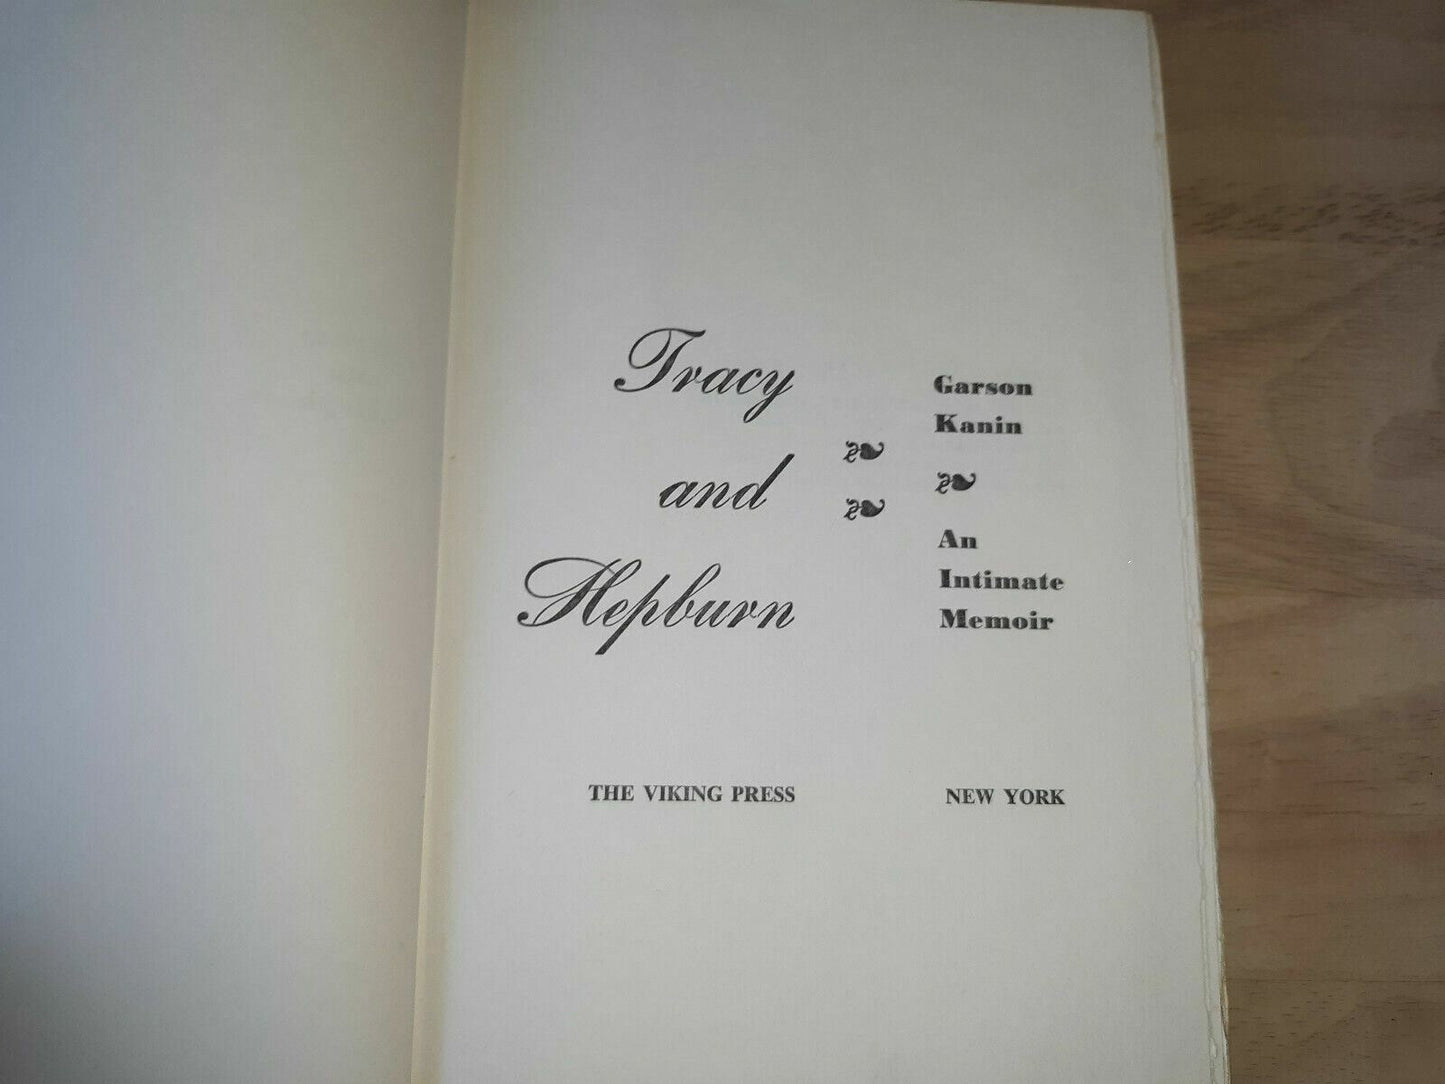 Tracy
and
Hepburn
Garson
Kanin
An
Intimate
Memoir
THE VIKING PRESS
NEW YORK